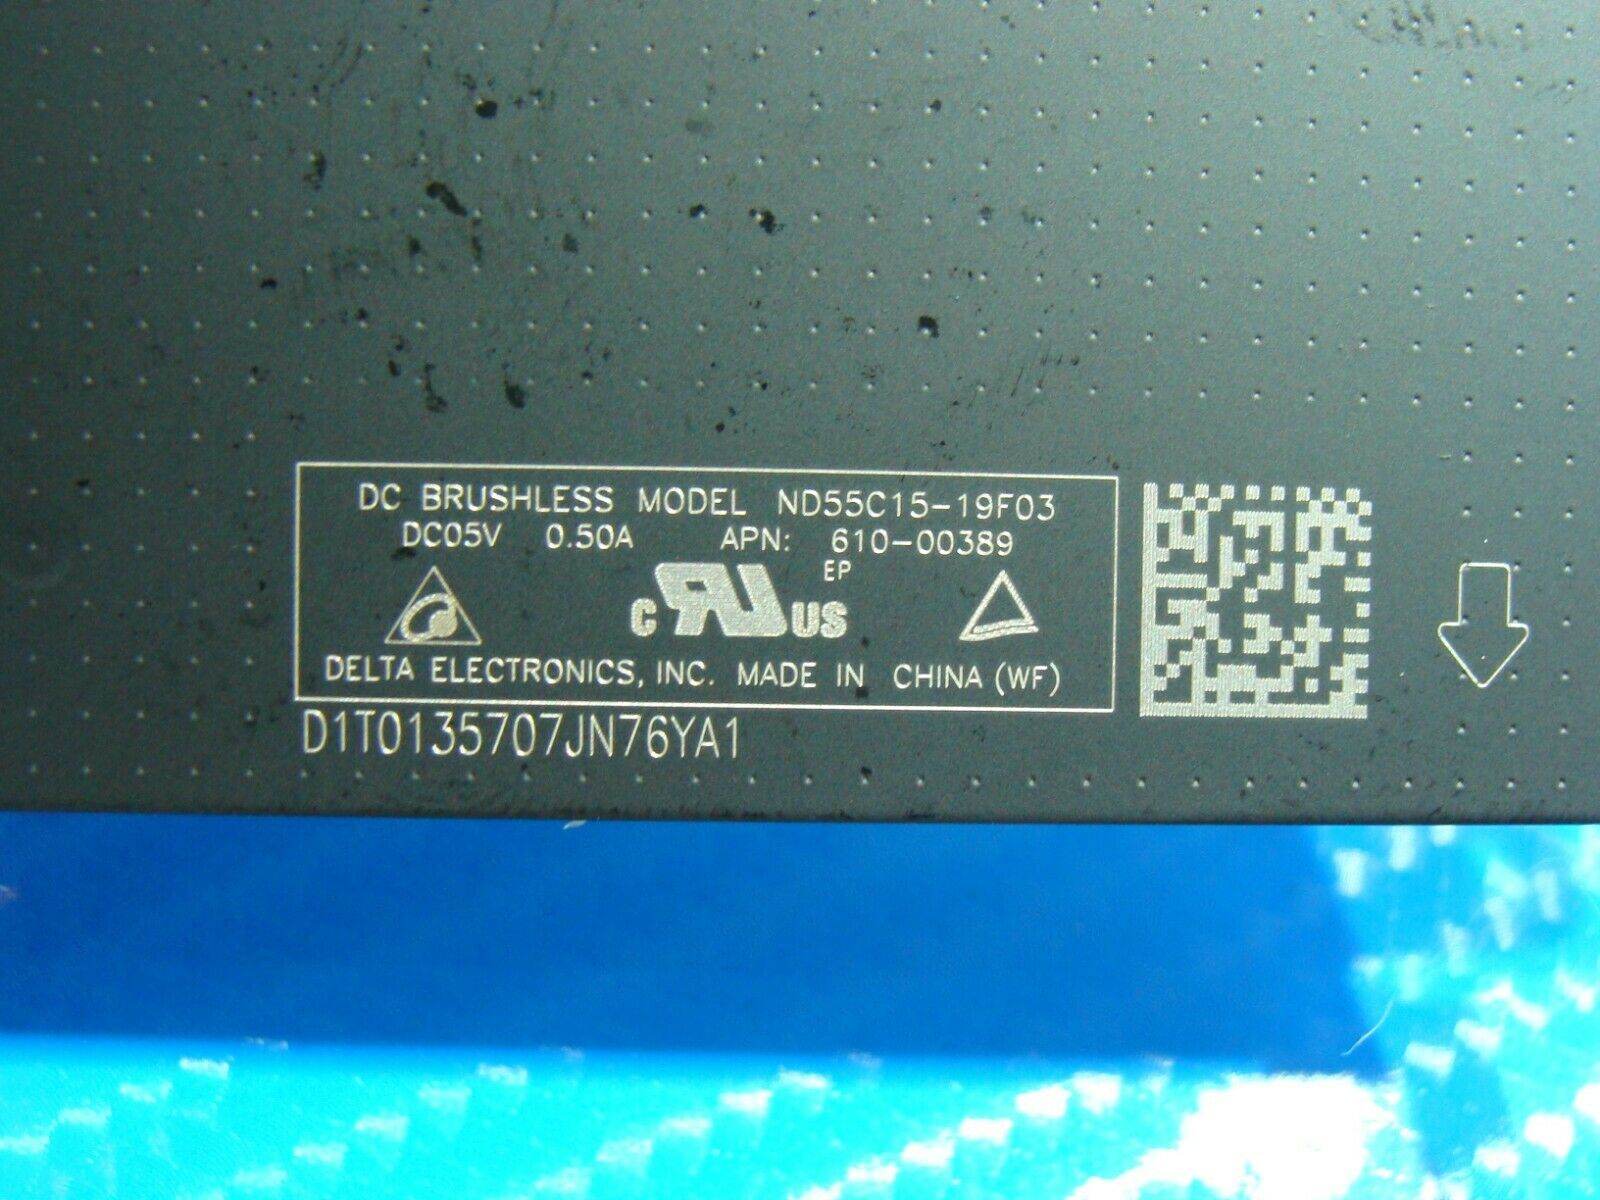 DC BRUSHLESS MODEL ND55C15-19F03
DC05V 0.50A APN: 610-00389
EP
C RU US
DELTA ELECTRONICS, INC. MADE IN CHINA (WF)
D1T0135707JN76YA1